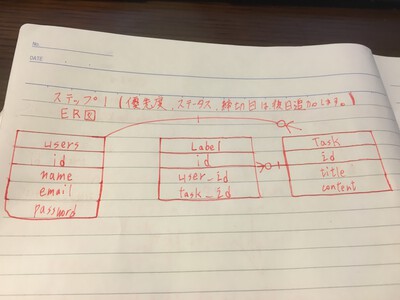 No.
DATE
ステップ1 (優先度、ステータス、締切日は後日追加します。)
ER図
users
id
name
email
password
Label
id
user_id
task_id
Task
id
title
content